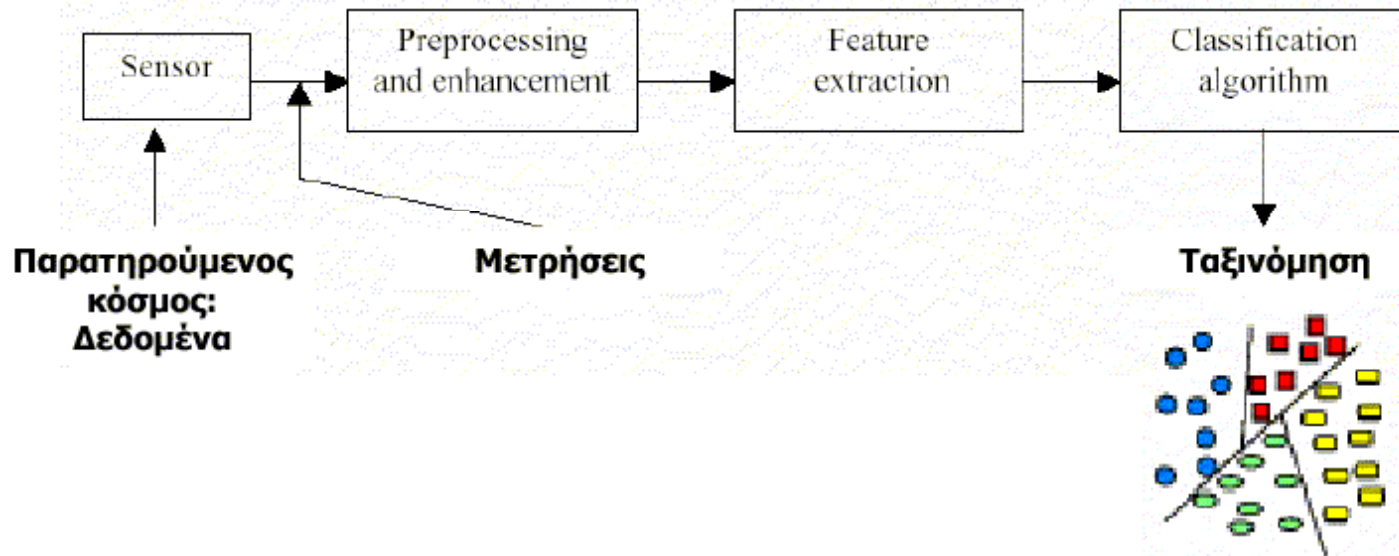 Sensor
Preprocessing
and enhancement
Feature
extraction
Classification
algorithm
Παρατηρούμενος
κόσμος:
Δεδομένα
Μετρήσεις
Ταξινόμηση